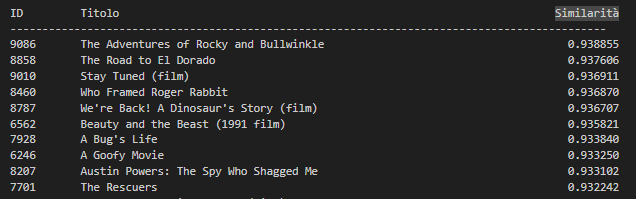 ID Titolo Similarità
--------------------------------------------------------------------------------------
9086 The Adventures of Rocky and Bullwinkle 0.938855
8858 The Road to El Dorado 0.937606
9010 Stay Tuned (film) 0.936911
8460 Who Framed Roger Rabbit 0.936870
8787 We're Back! A Dinosaur's Story (film) 0.936707
6562 Beauty and the Beast (1991 film) 0.935821
7928 A Bug's Life 0.933840
6246 A Goofy Movie 0.933250
8207 Austin Powers: The Spy Who Shagged Me 0.933102
7701 The Rescuers 0.932242